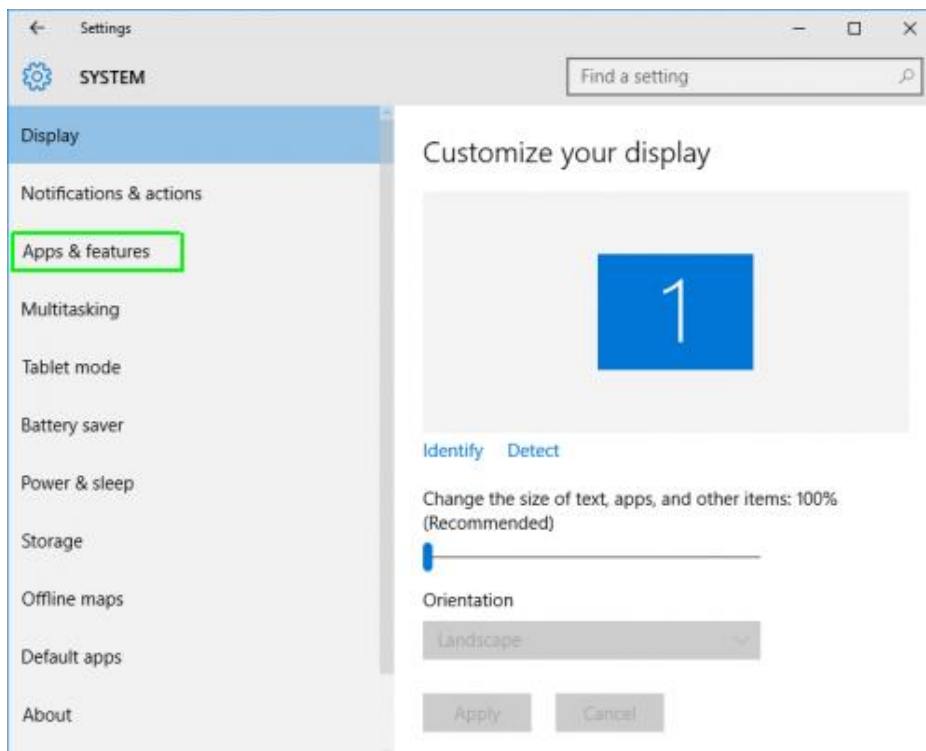 Settings
SYSTEM
Find a setting
Display
Notifications & actions
Apps & features
Multitasking
Tablet mode
Battery saver
Power & sleep
Storage
Offline maps
Default apps
About
Customize your display
1
Identify Detect
Change the size of text, apps, and other items: 100%
(Recommended)
Orientation
Landscape
Apply Cancel